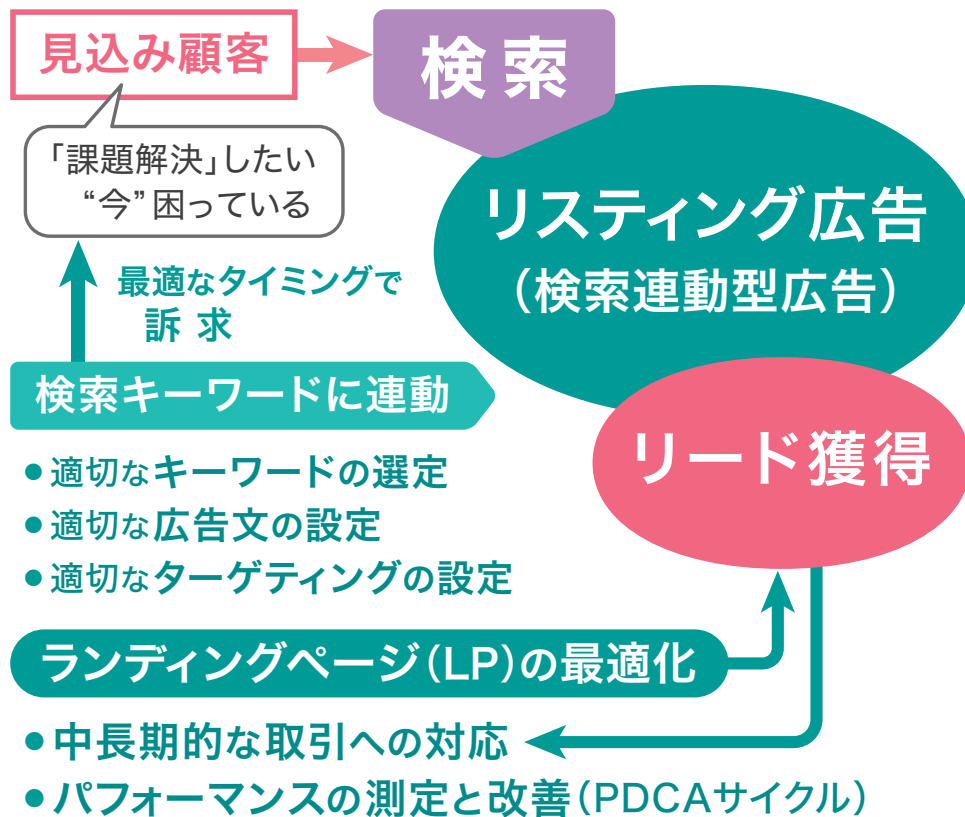 見込み顧客
検索
「課題解決」したい
“今”困っている
リスティング広告
（検索連動型広告）
最適なタイミングで
訴求
検索キーワードに連動
リード獲得
●適切なキーワードの選定
●適切な広告文の設定
●適切なターゲティングの設定
ランディングページ（LP）の最適化
●中長期的な取引への対応
●パフォーマンスの測定と改善（PDCAサイクル）